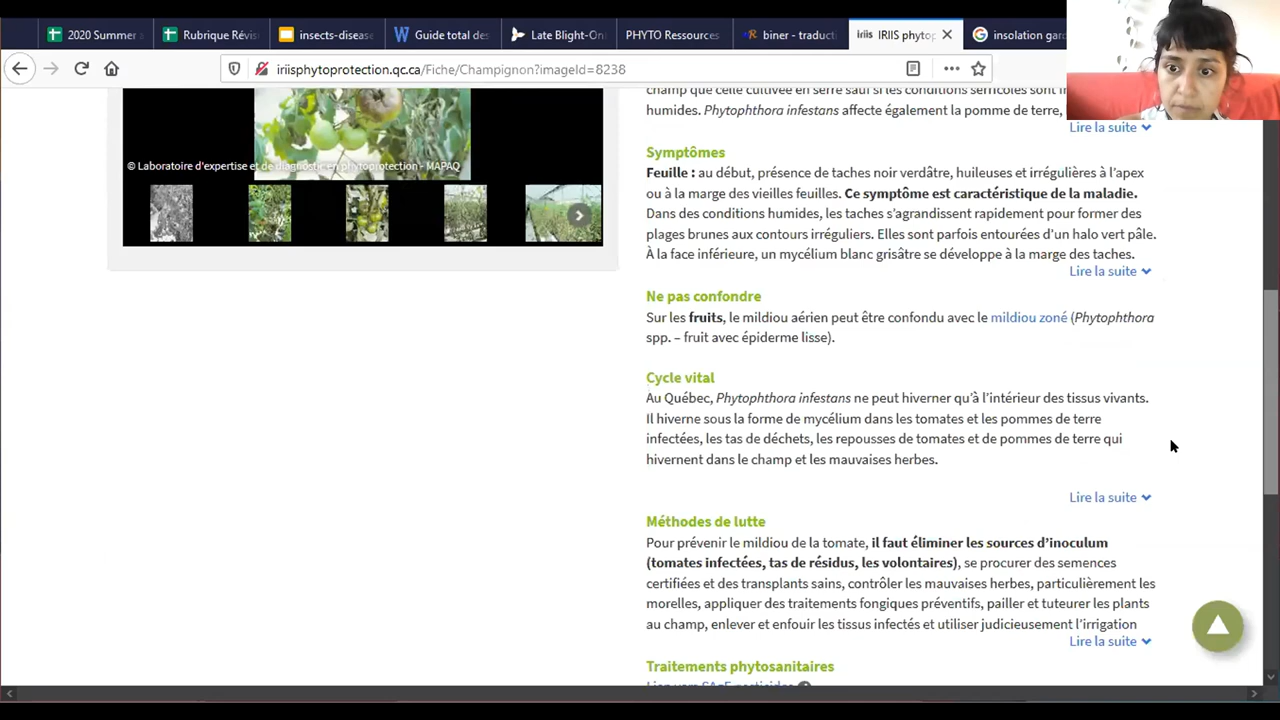 2020 Summer
Rubrique Révis
insects-disease
Guide total des
Late Blight-On
PHYTO Ressources
biner - traducti
iriis IRIIS phytop
insolation gard
iriisphytoprotection.qc.ca/Fiche/Champignon?imageId=8238
© Laboratoire d'expertise et de diagnostic en phytoprotection - MAPAQ
champ que celle cultivée en serre sauf si les conditions serricoles sont
humides. Phytophthora infestans affecte également la pomme de terre,
Lire la suite
Symptômes
Feuille : au début, présence de taches noir verdâtre, huileuses et irrégulières à l'apex
ou à la marge des vieilles feuilles. Ce symptôme est caractéristique de la maladie.
Dans des conditions humides, les taches s'agrandissent rapidement pour former des
plages brunes aux contours irréguliers. Elles sont parfois entourées d'un halo vert pâle.
À la face inférieure, un mycélium blanc grisâtre se développe à la marge des taches.
Lire la suite
Ne pas confondre
Sur les fruits, le mildiou aérien peut être confondu avec le mildiou zoné (Phytophthora
spp. – fruit avec épiderme lisse).
Cycle vital
Au Québec, Phytophthora infestans ne peut hiverner qu'à l'intérieur des tissus vivants.
Il hiverne sous la forme de mycélium dans les tomates et les pommes de terre
infectées, les tas de déchets, les repousses de tomates et de pommes de terre qui
hivernent dans le champ et les mauvaises herbes.
Lire la suite
Méthodes de lutte
Pour prévenir le mildiou de la tomate, il faut éliminer les sources d'inoculum
(tomates infectées, tas de résidus, les volontaires), se procurer des semences
certifiées et des transplants sains, contrôler les mauvaises herbes, particulièrement les
morelles, appliquer des traitements fongiques préventifs, pailler et tuteurer les plants
au champ, enlever et enfouir les tissus infectés et utiliser judicieusement l'irrigation
Lire la suite
Traitements phytosanitaires
Lien vers SAgE pesticides